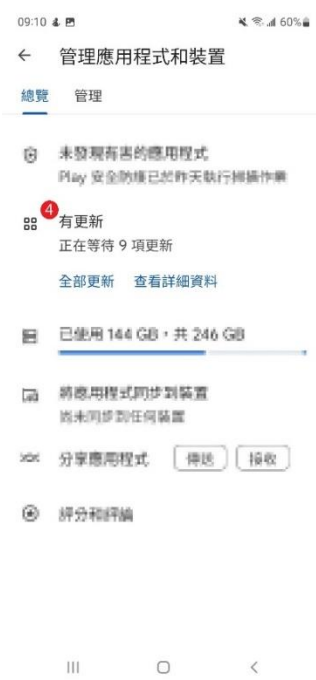 09:10
60%
管理應用程式和裝置
總覽 管理
未發現有害的應用程式
Play 安全防護已於昨天執行掃描作業
4
有更新
正在等待 9 項更新
全部更新 查看詳細資料
已使用 144 GB，共 246 GB
將應用程式同步到裝置
尚未同步到任何裝置
分享應用程式 傳送 接收
評分和評論